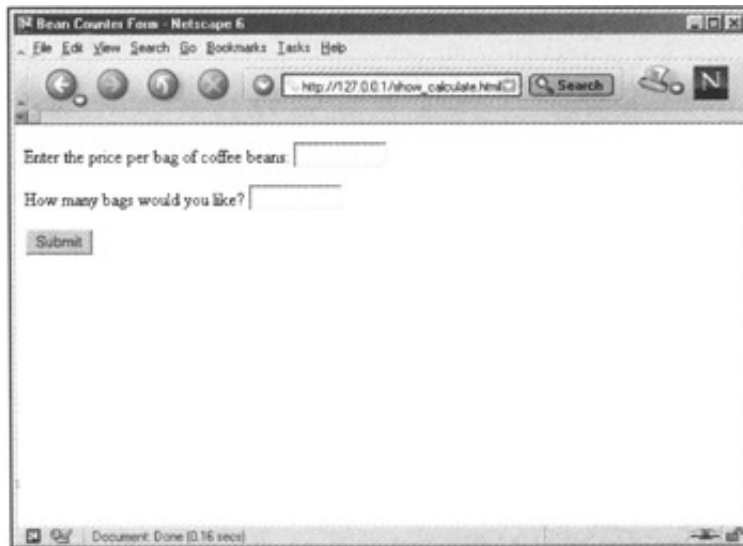 Bean Counter Form - Netscape 6
File Edit View Search Go Bookmarks Tasks Help
http://127.0.0.1/show_calculate.html Search N
Enter the price per bag of coffee beans:
How many bags would you like?
Submit
Document: Done (0.16 secs)